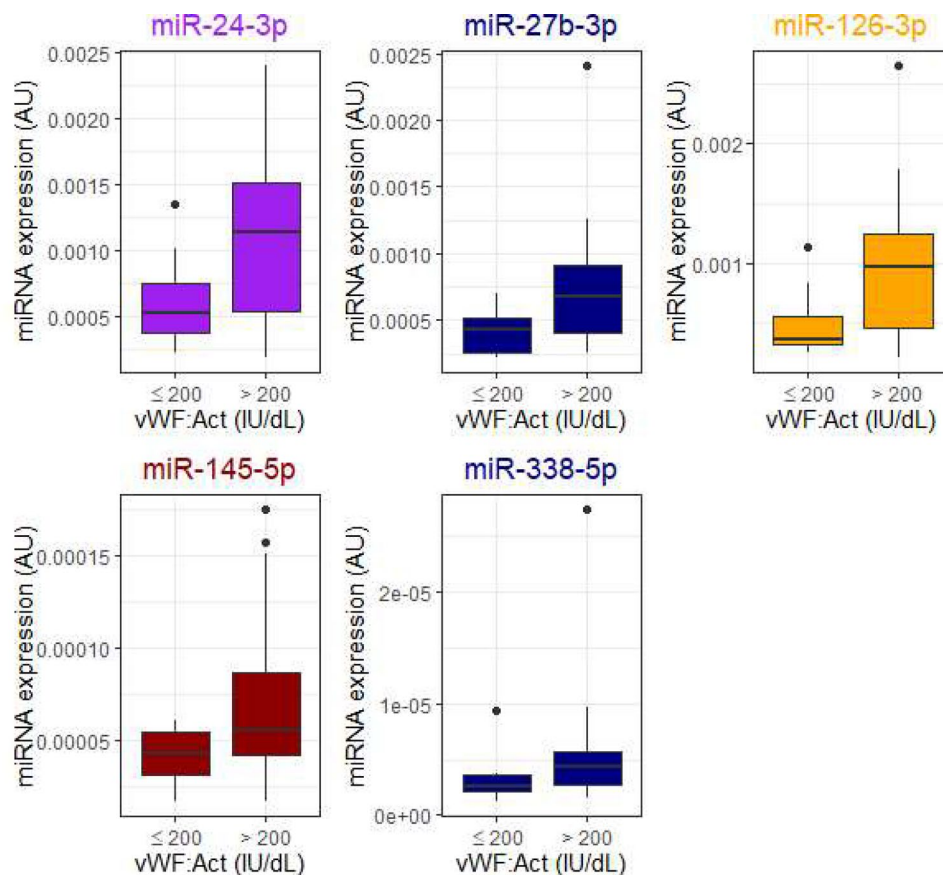 miR-24-3p
miRNA expression (AU)
0.0025
0.0020
0.0015
0.0010
0.0005
≤ 200 > 200
vWF:Act (IU/dL)
miR-27b-3p
miRNA expression (AU)
0.0025
0.0020
0.0015
0.0010
0.0005
≤ 200 > 200
vWF:Act (IU/dL)
miR-126-3p
miRNA expression (AU)
0.002
0.001
≤ 200 > 200
vWF:Act (IU/dL)
miR-145-5p
miRNA expression (AU)
0.00015
0.00010
0.00005
≤ 200 > 200
vWF:Act (IU/dL)
miR-338-5p
miRNA expression (AU)
2e-05
1e-05
0e+00
≤ 200 > 200
vWF:Act (IU/dL)